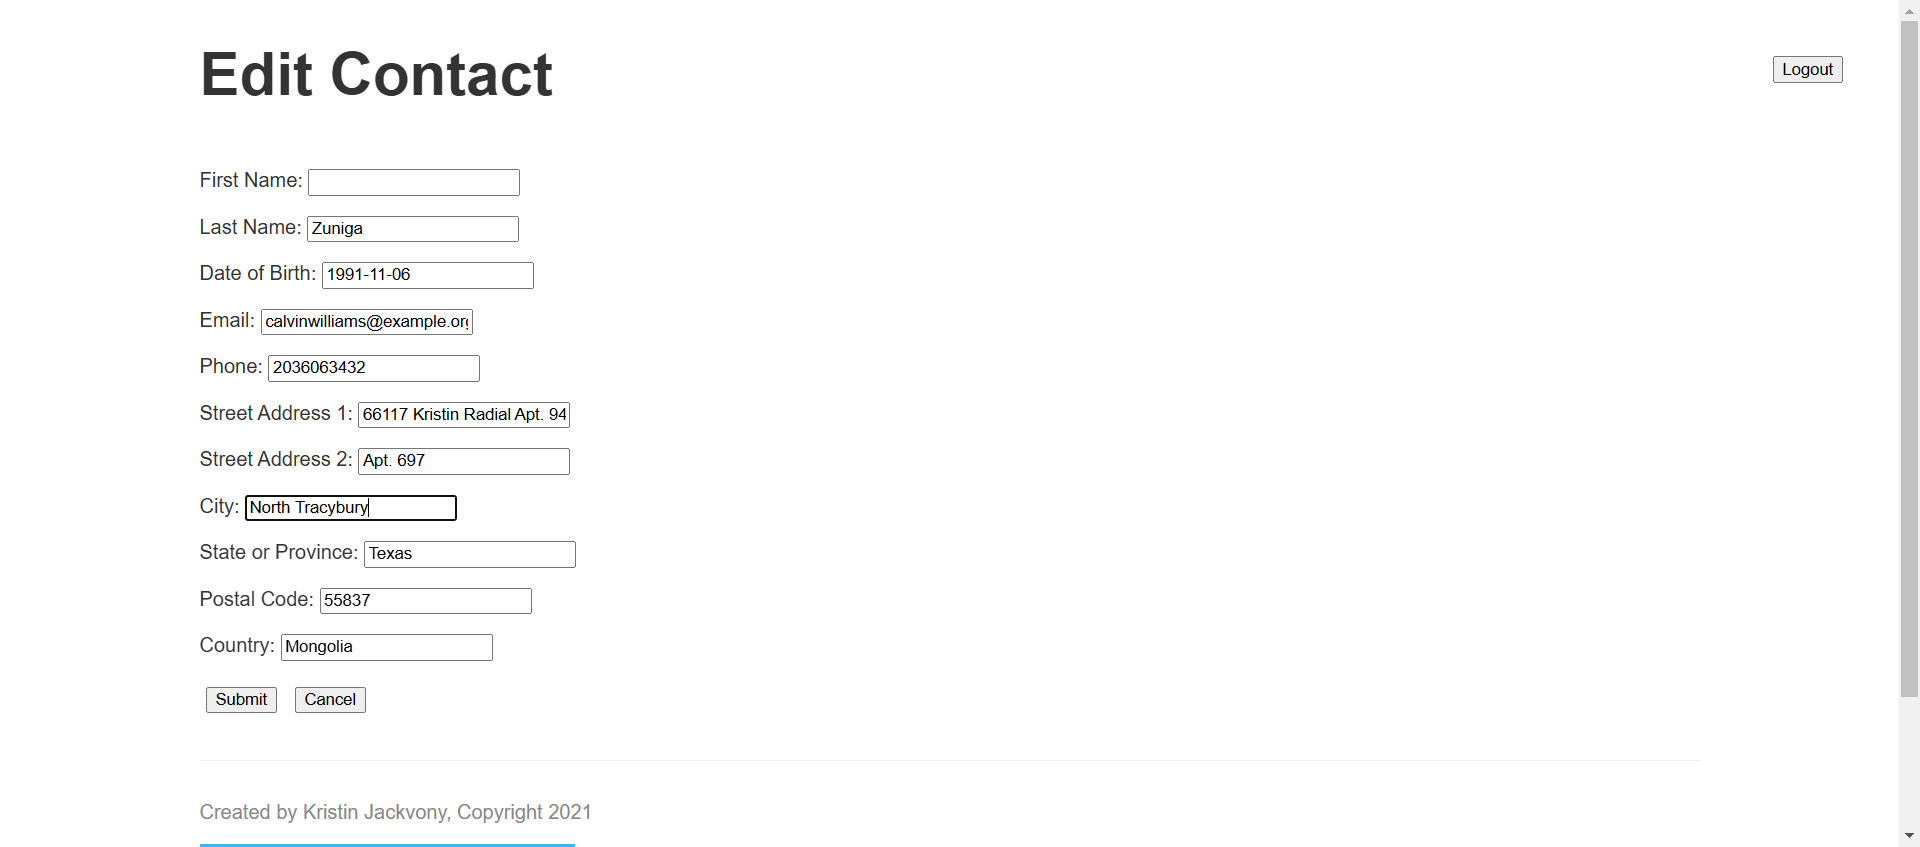 Edit Contact
Logout
First Name:
Last Name: Zuniga
Date of Birth: 1991-11-06
Email: calvinwilliams@example.org
Phone: 2036063432
Street Address 1: 66117 Kristin Radial Apt. 94
Street Address 2: Apt. 697
City: North Tracybury
State or Province: Texas
Postal Code: 55837
Country: Mongolia
Submit Cancel
Created by Kristin Jackvony, Copyright 2021